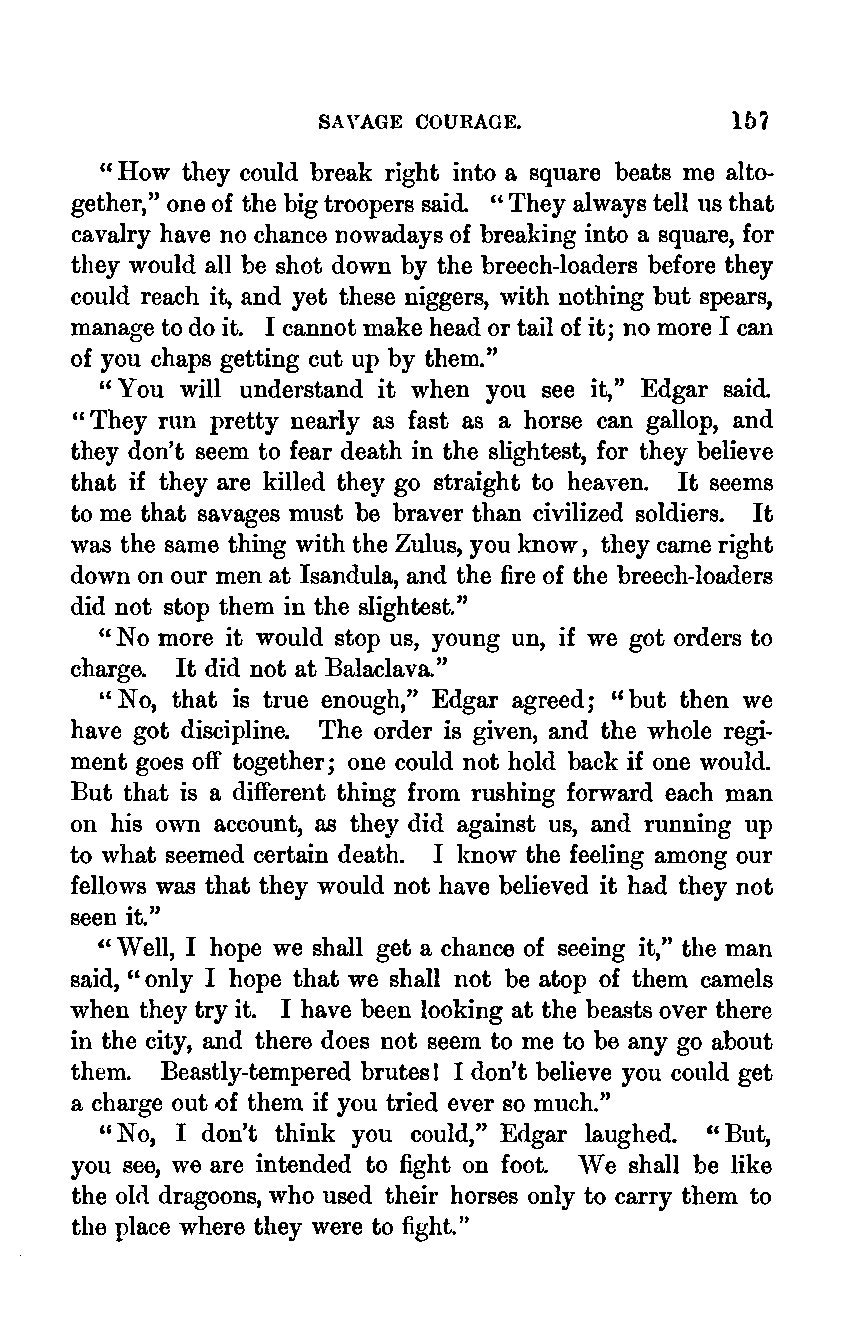 SAVAGE COURAGE. 157
“How they could break right into a square beats me alto-
gether,” one of the big troopers said. “They always tell us that
cavalry have no chance nowadays of breaking into a square, for
they would all be shot down by the breech-loaders before they
could reach it, and yet these niggers, with nothing but spears,
manage to do it. I cannot make head or tail of it; no more I can
of you chaps getting cut up by them.”
“You will understand it when you see it,” Edgar said.
“They run pretty nearly as fast as a horse can gallop, and
they don’t seem to fear death in the slightest, for they believe
that if they are killed they go straight to heaven. It seems
to me that savages must be braver than civilized soldiers. It
was the same thing with the Zulus, you know, they came right
down on our men at Isandula, and the fire of the breech-loaders
did not stop them in the slightest.”
“No more it would stop us, young un, if we got orders to
charge. It did not at Balaclava.”
“No, that is true enough,” Edgar agreed; “but then we
have got discipline. The order is given, and the whole regi-
ment goes off together; one could not hold back if one would.
But that is a different thing from rushing forward each man
on his own account, as they did against us, and running up
to what seemed certain death. I know the feeling among our
fellows was that they would not have believed it had they not
seen it.”
“Well, I hope we shall get a chance of seeing it,” the man
said, “only I hope that we shall not be atop of them camels
when they try it. I have been looking at the beasts over there
in the city, and there does not seem to me to be any go about
them. Beastly-tempered brutes! I don’t believe you could get
a charge out of them if you tried ever so much.”
“No, I don’t think you could,” Edgar laughed. “But,
you see, we are intended to fight on foot. We shall be like
the old dragoons, who used their horses only to carry them to
the place where they were to fight.”